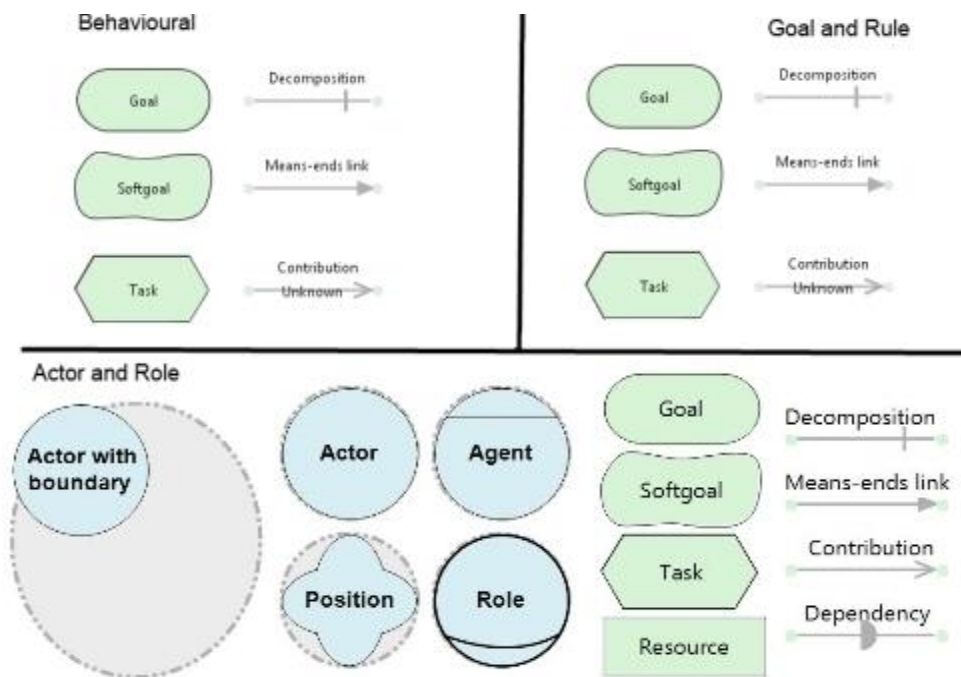 Behavioural
Decomposition
Goal
Means-ends link
Softgoal
Contribution
Unknown
Task
Goal and Rule
Decomposition
Goal
Means-ends link
Softgoal
Contribution
Unknown
Task
Actor and Role
Actor with
boundary
Actor
Agent
Position
Role
Goal
Softgoal
Task
Resource
Decomposition
Means-ends link
Contribution
Dependency